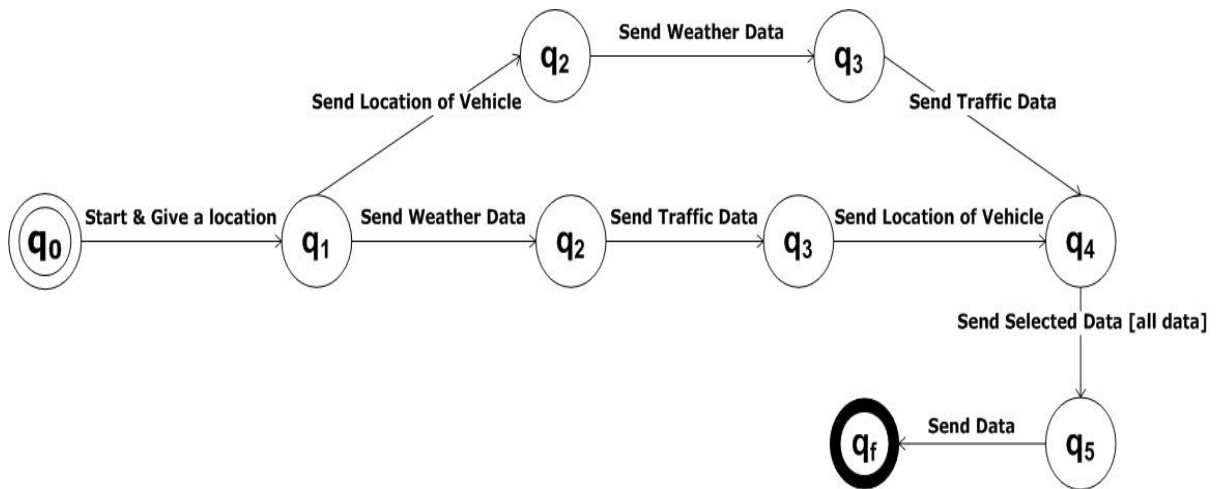 q2
Send Weather Data
q3
Send Location of Vehicle
Send Traffic Data
q0
Start & Give a location
q1
Send Weather Data
q2
Send Traffic Data
q3
Send Location of Vehicle
q4
Send Selected Data [all data]
qf
Send Data
q5